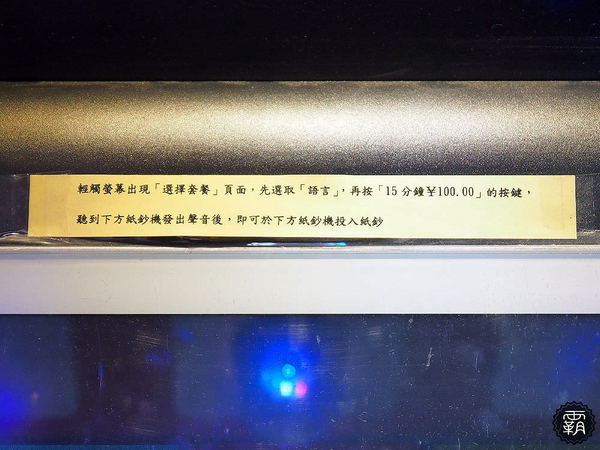 輕觸螢幕出現「選擇套餐」頁面,先選取「語言」,再按「15分鐘¥100.00」的按鍵,
聽到下方紙鈔機發出聲音後,即可於下方紙鈔機投入紙鈔
霸